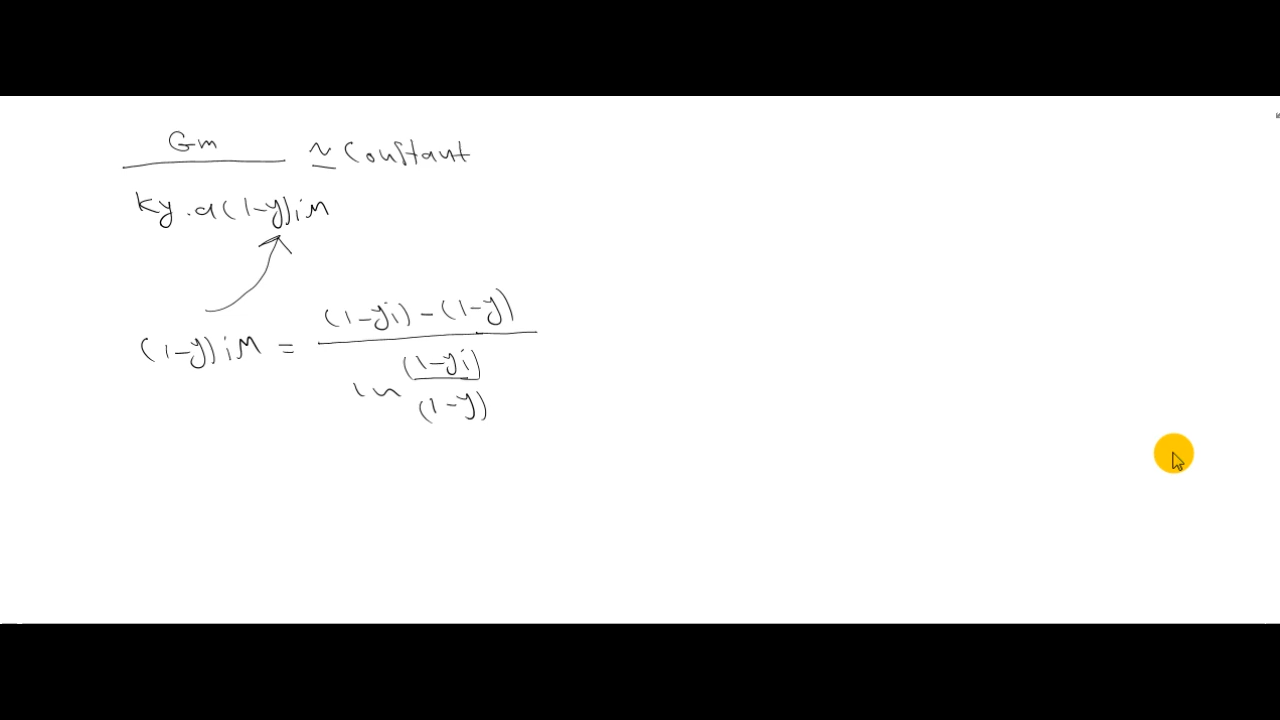 Gm
≃ Constant
ky.a(1-y)iM
(1-yi)-(1-y)
(1-y)iM =
(1-yi)
ln
(1-y)